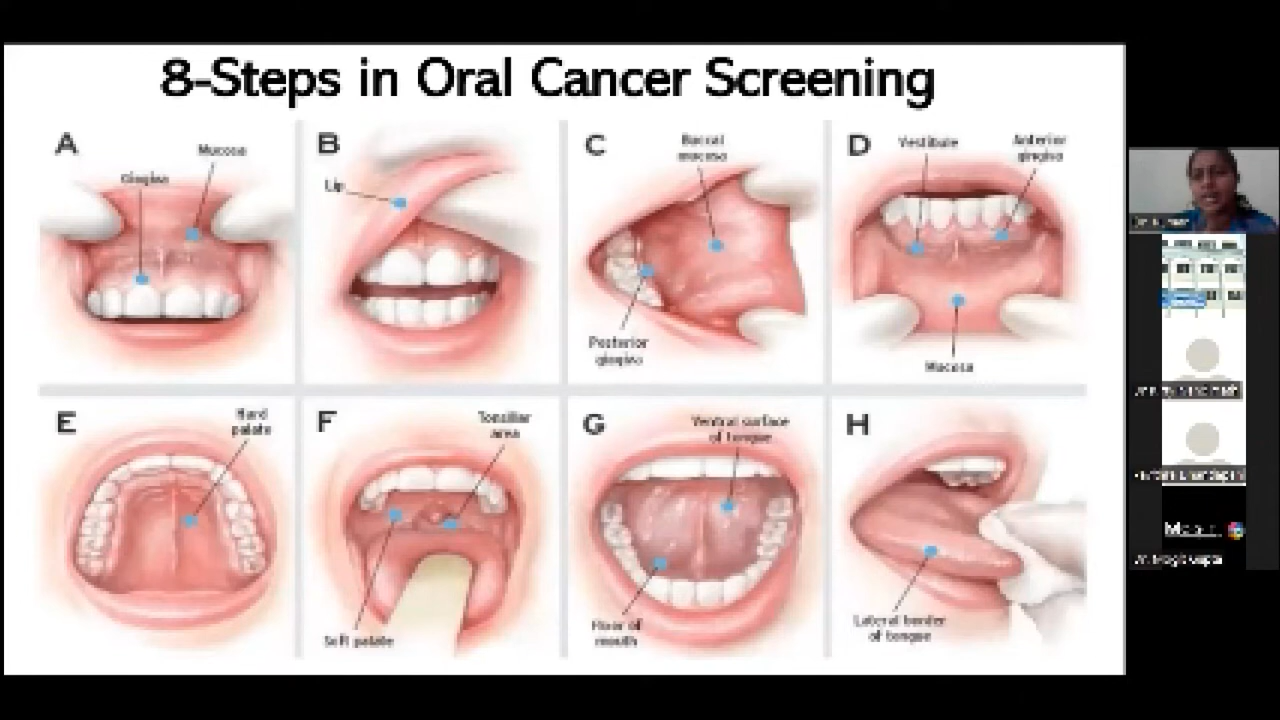 8-Steps in Oral Cancer Screening
A
Mucosa
Gingiva
B
Lip
C
Buccal
mucosa
Posterior
gingiva
D
Vestibule
Anterior
gingiva
Mucosa
E
Hard
palate
F
Tonsillar
area
Soft palate
G
Ventral surface
of tongue
Floor of
mouth
H
Lateral border
of tongue
Gupta